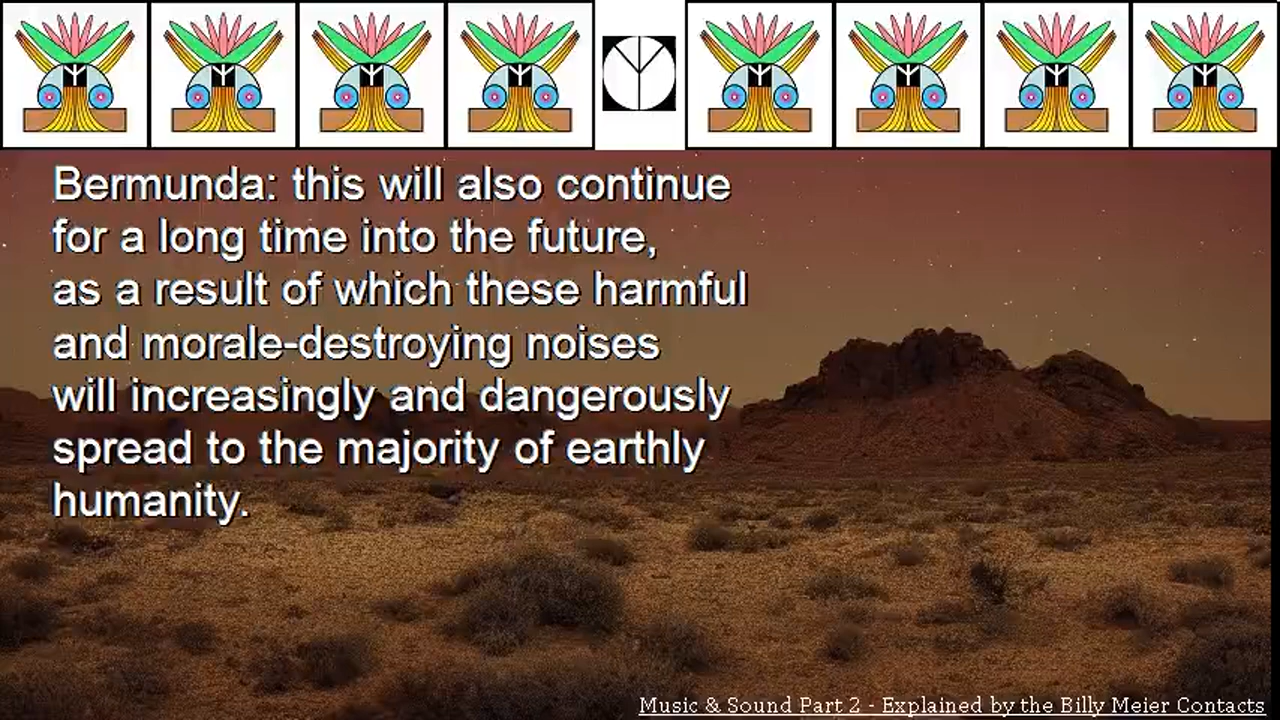 Bermunda: this will also continue
for a long time into the future,
as a result of which these harmful
and morale-destroying noises
will increasingly and dangerously
spread to the majority of earthly
humanity.
Music & Sound Part 2 - Explained by the Billy Meier Contacts